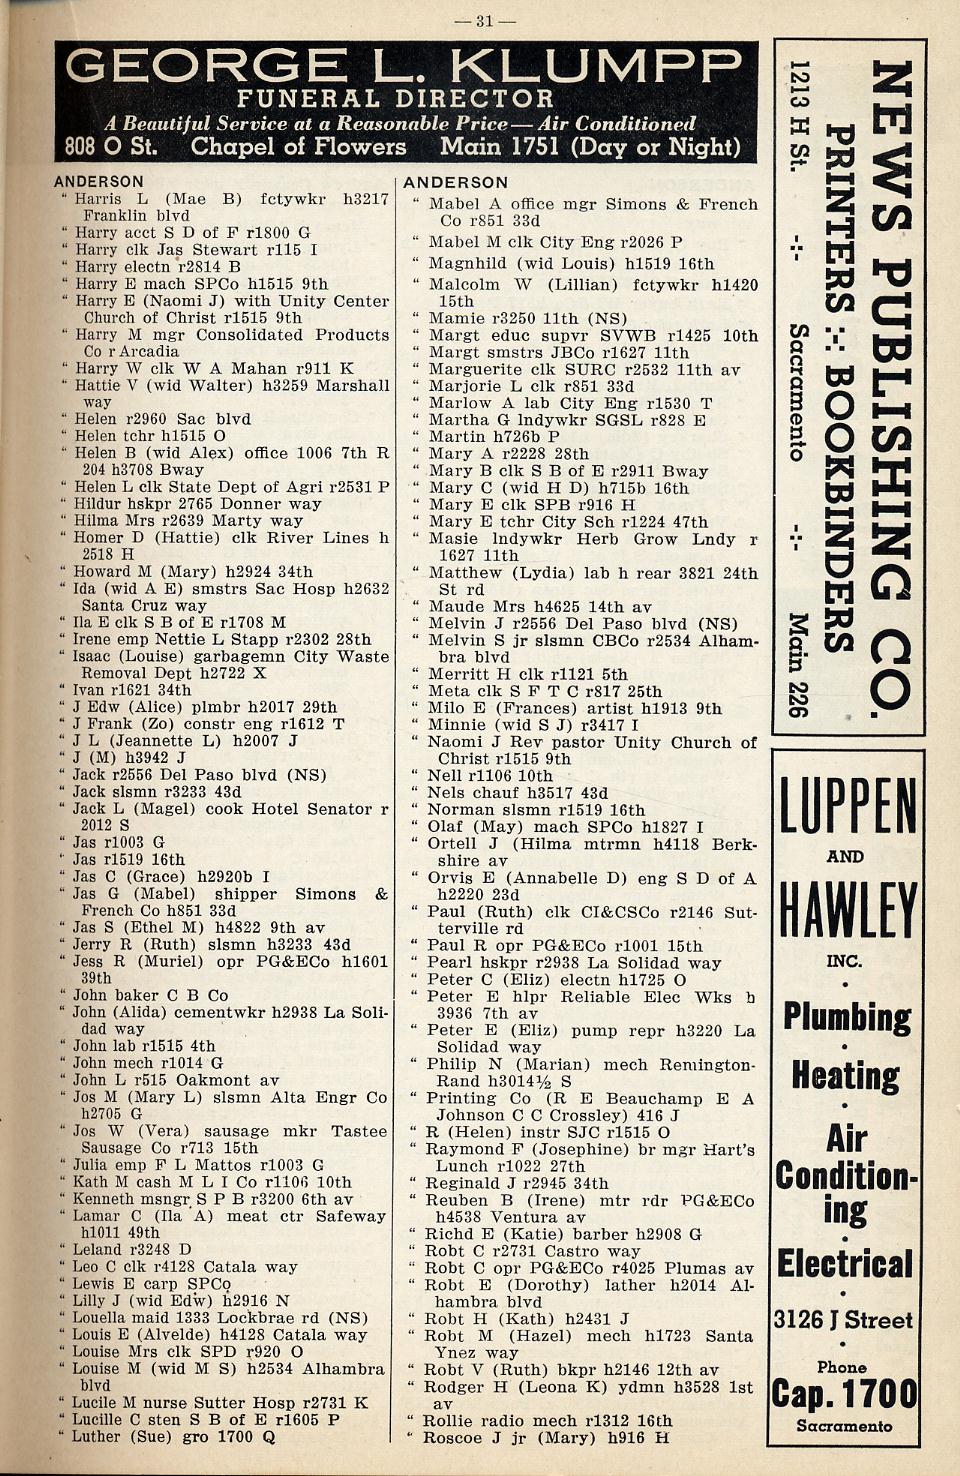 — 31 —
GEORGE L. KLUMPP
FUNERAL DIRECTOR
A Beautiful Service at a Reasonable Price — Air Conditioned
808 O St. Chapel of Flowers Main 1751 (Day or Night)
ANDERSON
" Harris L (Mae B) fctywkr h3217
Franklin blvd
" Harry acct S D of F r1800 G
" Harry clk Jas Stewart r115 I
" Harry electn r2814 B
" Harry E mach SPCo h1515 9th
" Harry E (Naomi J) with Unity Center
Church of Christ r1515 9th
" Harry M mgr Consolidated Products
Co r Arcadia
" Harry W clk W A Mahan r911 K
" Hattie V (wid Walter) h3259 Marshall
way
" Helen r2960 Sac blvd
" Helen tchr h1515 O
" Helen B (wid Alex) office 1006 7th R
204 h3708 Bway
" Helen L clk State Dept of Agri r2531 P
" Hildur hskpr 2765 Donner way
" Hilma Mrs r2639 Marty way
" Homer D (Hattie) clk River Lines h
2518 H
" Howard M (Mary) h2924 34th
" Ida (wid A E) smstrs Sac Hosp h2632
Santa Cruz way
" Ila E clk S B of E r1708 M
" Irene emp Nettie L Stapp r2302 28th
" Isaac (Louise) garbagemn City Waste
Removal Dept h2722 X
" Ivan r1621 34th
" J Edw (Alice) plmbr h2017 29th
" J Frank (Zo) constr eng r1612 T
" J L (Jeannette L) h2007 J
" J (M) h3942 J
" Jack r2556 Del Paso blvd (NS)
" Jack slsmn r3233 43d
" Jack L (Magel) cook Hotel Senator r
2012 S
" Jas r1003 G
" Jas r1519 16th
" Jas C (Grace) h2920b I
" Jas G (Mabel) shipper Simons &
French Co h851 33d
" Jas S (Ethel M) h4822 9th av
" Jerry R (Ruth) slsmn h3233 43d
" Jess R (Muriel) opr PG&ECo h1601
39th
" John baker C B Co
" John (Alida) cementwkr h2938 La Soli-
dad way
" John lab r1515 4th
" John mech r1014 G
" John L r515 Oakmont av
" Jos M (Mary L) slsmn Alta Engr Co
h2705 G
" Jos W (Vera) sausage mkr Tastee
Sausage Co r713 15th
" Julia emp F L Mattos r1003 G
" Kath M cash M L I Co r1106 10th
" Kenneth msngr S P B r3200 6th av
" Lamar C (Ila A) meat ctr Safeway
h1011 49th
" Leland r3248 D
" Leo C clk r4128 Catala way
" Lewis E carp SPCo
" Lilly J (wid Edw) h2916 N
" Louella maid 1333 Lockbrae rd (NS)
" Louis E (Alvelde) h4128 Catala way
" Louise Mrs clk SPD r920 O
" Louise M (wid M S) h2534 Alhambra
blvd
" Lucile M nurse Sutter Hosp r2731 K
" Lucille C sten S B of E r1605 P
" Luther (Sue) gro 1700 Q
ANDERSON
" Mabel A office mgr Simons & French
Co r851 33d
" Mabel M clk City Eng r2026 P
" Magnhild (wid Louis) h1519 16th
" Malcolm W (Lillian) fctywkr h1420
15th
" Mamie r3250 11th (NS)
" Margt educ supvr SVWB r1425 10th
" Margt smstrs JBCo r1627 11th
" Marguerite clk SURC r2532 11th av
" Marjorie L clk r851 33d
" Marlow A lab City Eng r1530 T
" Martha G lndywkr SGSL r828 E
" Martin h726b P
" Mary A r2228 28th
" Mary B clk S B of E r2911 Bway
" Mary C (wid H D) h715b 16th
" Mary E clk SPB r916 H
" Mary E tchr City Sch r1224 47th
" Masie lndywkr Herb Grow Lndy r
1627 11th
" Matthew (Lydia) lab h rear 3821 24th
St rd
" Maude Mrs h4625 14th av
" Melvin J r2556 Del Paso blvd (NS)
" Melvin S jr slsmn CBCo r2534 Alham-
bra blvd
" Merritt H clk r1121 5th
" Meta clk S F T C r817 25th
" Milo E (Frances) artist h1913 9th
" Minnie (wid S J) r3417 I
" Naomi J Rev pastor Unity Church of
Christ r1515 9th
" Nell r1106 10th
" Nels chauf h3517 43d
" Norman slsmn r1519 16th
" Olaf (May) mach SPCo h1827 I
" Ortell J (Hilma mtrmn h4118 Berk-
shire av
" Orvis E (Annabelle D) eng S D of A
h2220 23d
" Paul (Ruth) clk CI&CSCo r2146 Sut-
terville rd
" Paul R opr PG&ECo r1001 15th
" Pearl hskpr r2938 La Solidad way
" Peter C (Eliz) electn h1725 O
" Peter E hlpr Reliable Elec Wks h
3936 7th av
" Peter E (Eliz) pump repr h3220 La
Solidad way
" Philip N (Marian) mech Remington-
Rand h3014½ S
" Printing Co (R E Beauchamp E A
Johnson C C Crossley) 416 J
" R (Helen) instr SJC r1515 O
Raymond F (Josephine) br mgr Hart's
Lunch r1022 27th
" Reginald J r2945 34th
" Reuben B (Irene) mtr rdr PG&ECo
h4538 Ventura av
" Richd E (Katie) barber h2908 G
" Robt C r2731 Castro way
" Robt C opr PG&ECo r4025 Plumas av
" Robt E (Dorothy) lather h2014 Al-
hambra blvd
" Robt H (Kath) h2431 J
" Robt M (Hazel) mech h1723 Santa
Ynez way
" Robt V (Ruth) bkpr h2146 12th av
" Rodger H (Leona K) ydmn h3528 1st
av
" Rollie radio mech r1312 16th
" Roscoe J jr (Mary) h916 H
NEWS PUBLISHING CO.
PRINTERS BOOKBINDERS
1213 H St. Sacramento Main 226
LUPPEN
AND
HAWLEY
INC.
Plumbing
Heating
Air
Condition-
ing
Electrical
3126 J Street
Phone
Cap. 1700
Sacramento